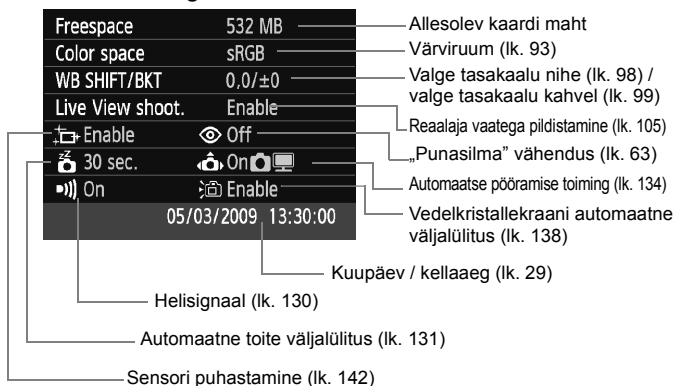 Freespace 532 MB
Color space sRGB
WB SHIFT/BKT 0,0/±0
Live View shoot. Enable
Enable Off
30 sec. On
On Enable
05/03/2009 13:30:00
Allesolev kaardi maht
Värviruum (lk. 93)
Valge tasakaalu nihe (lk. 98) /
valge tasakaalu kahvel (lk. 99)
Reaalaja vaatega pildistamine (lk. 105)
„Punasilma” vähendus (lk. 63)
Automaatse pööramise toiming (lk. 134)
Vedelkristallekraani automaatne
väljalülitus (lk. 138)
Kuupäev / kellaaeg (lk. 29)
Helisignaal (lk. 130)
Automaatne toite väljalülitus (lk. 131)
Sensori puhastamine (lk. 142)